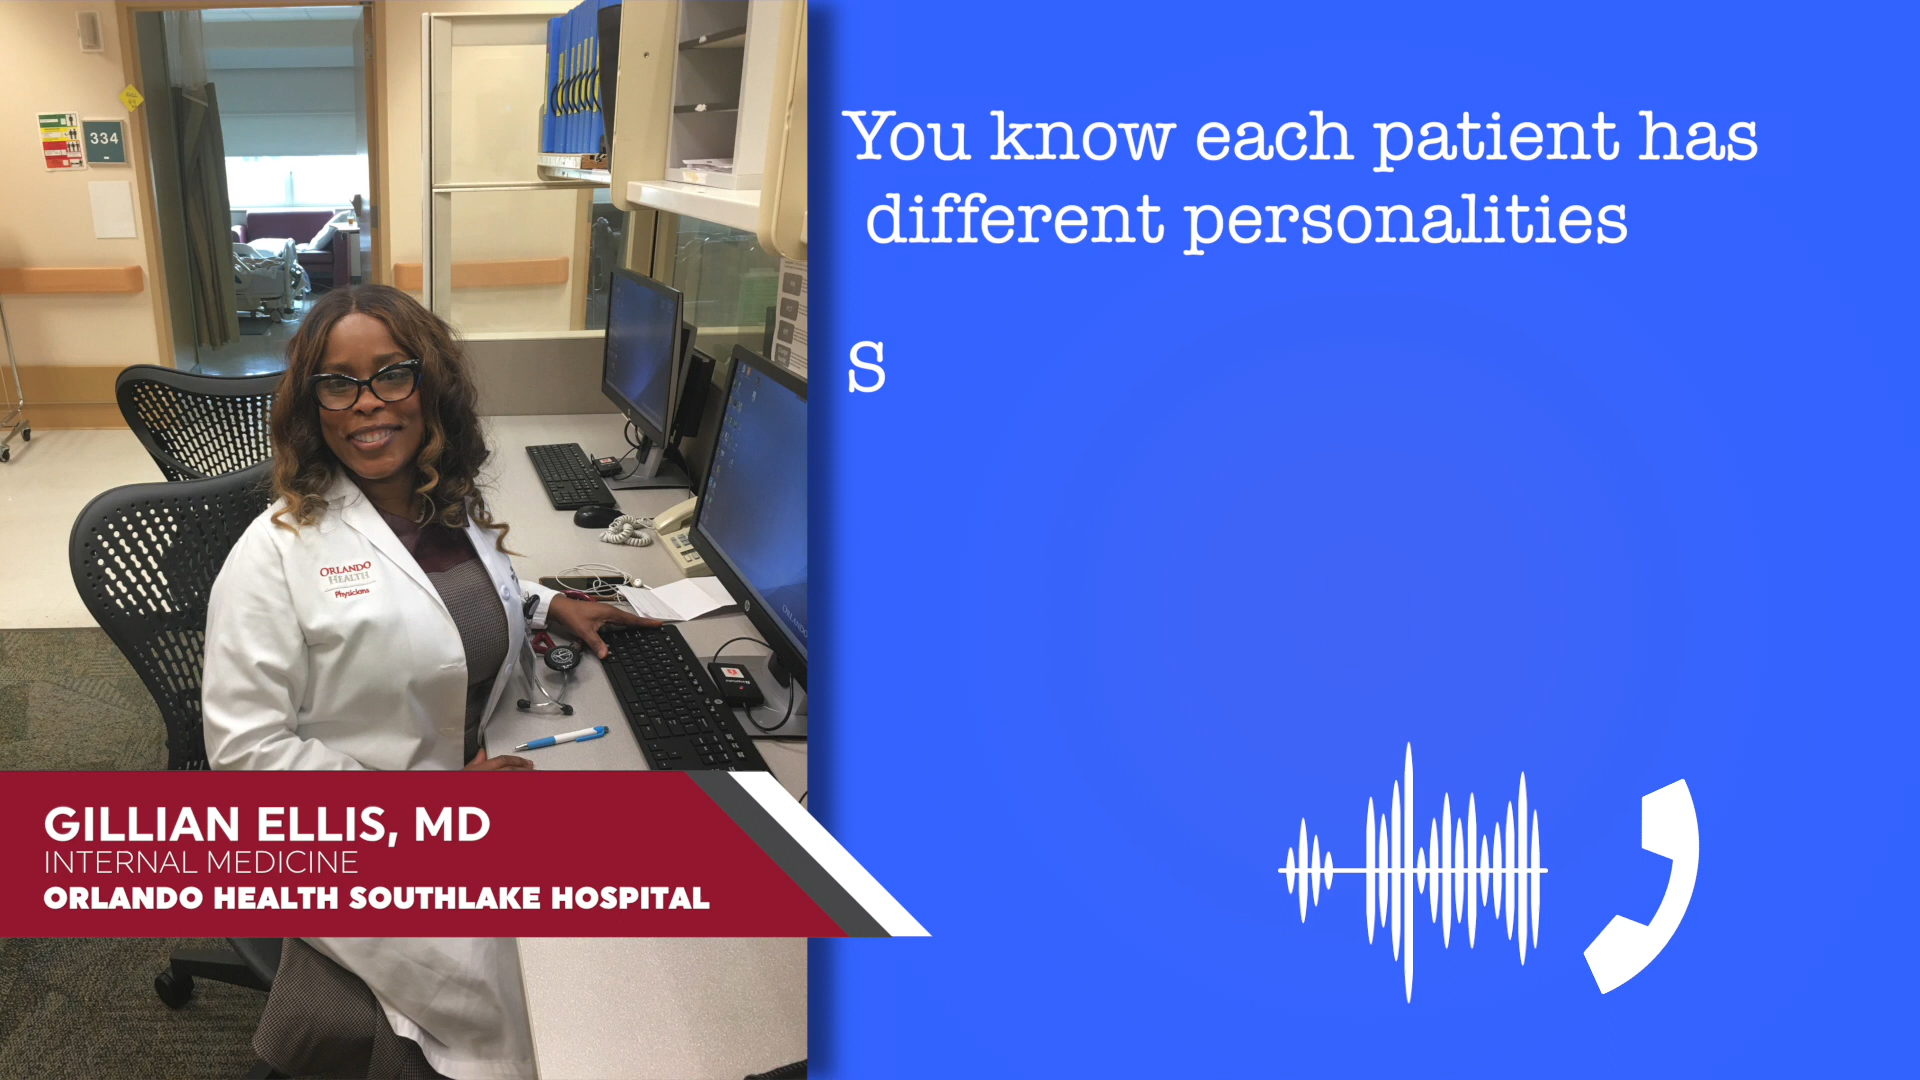 You know each patient has
different personalities
S
334
ORLANDO
HEALTH
Physicians
GILLIAN ELLIS, MD
INTERNAL MEDICINE
ORLANDO HEALTH SOUTHLAKE HOSPITAL